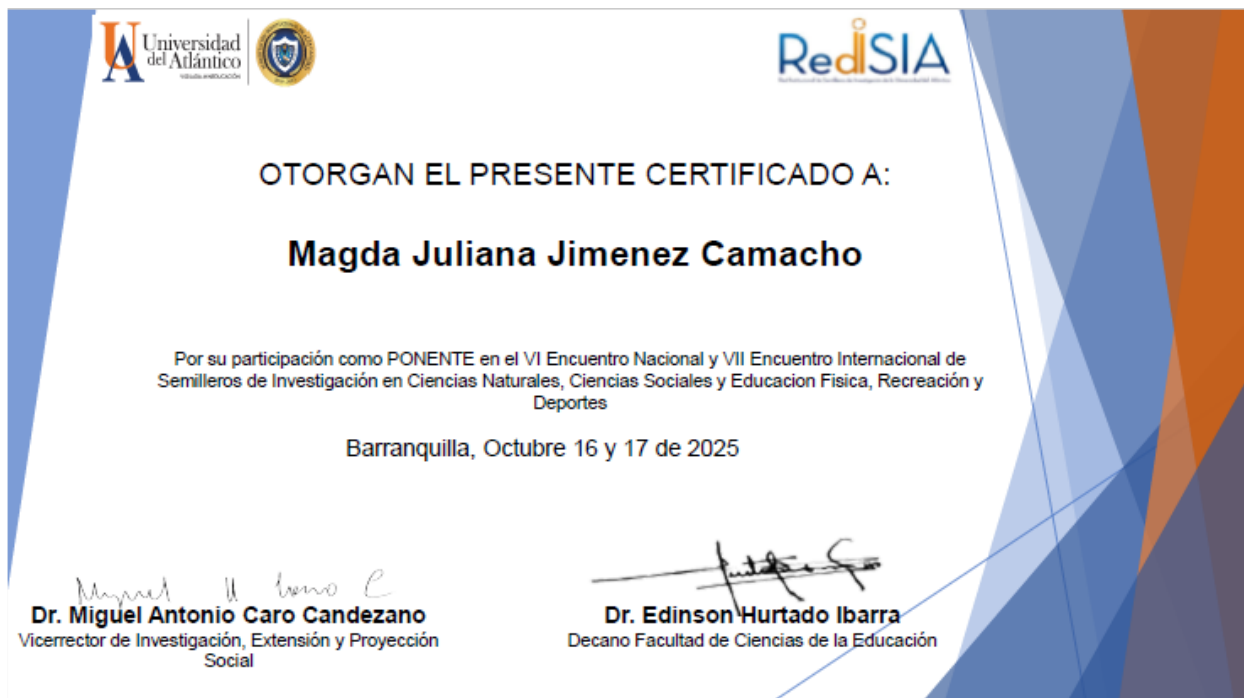 Universidad
del Atlántico
VIGILADA MINEDUCACIÓN
RedISIA
OTORGAN EL PRESENTE CERTIFICADO A:
Magda Juliana Jimenez Camacho
Por su participación como PONENTE en el VI Encuentro Nacional y VII Encuentro Internacional de
Semilleros de Investigación en Ciencias Naturales, Ciencias Sociales y Educacion Fisica, Recreación y
Deportes
Barranquilla, Octubre 16 y 17 de 2025
Dr. Miguel Antonio Caro Candezano
Vicerrector de Investigación, Extensión y Proyección
Social
Dr. Edinson Hurtado Ibarra
Decano Facultad de Ciencias de la Educación